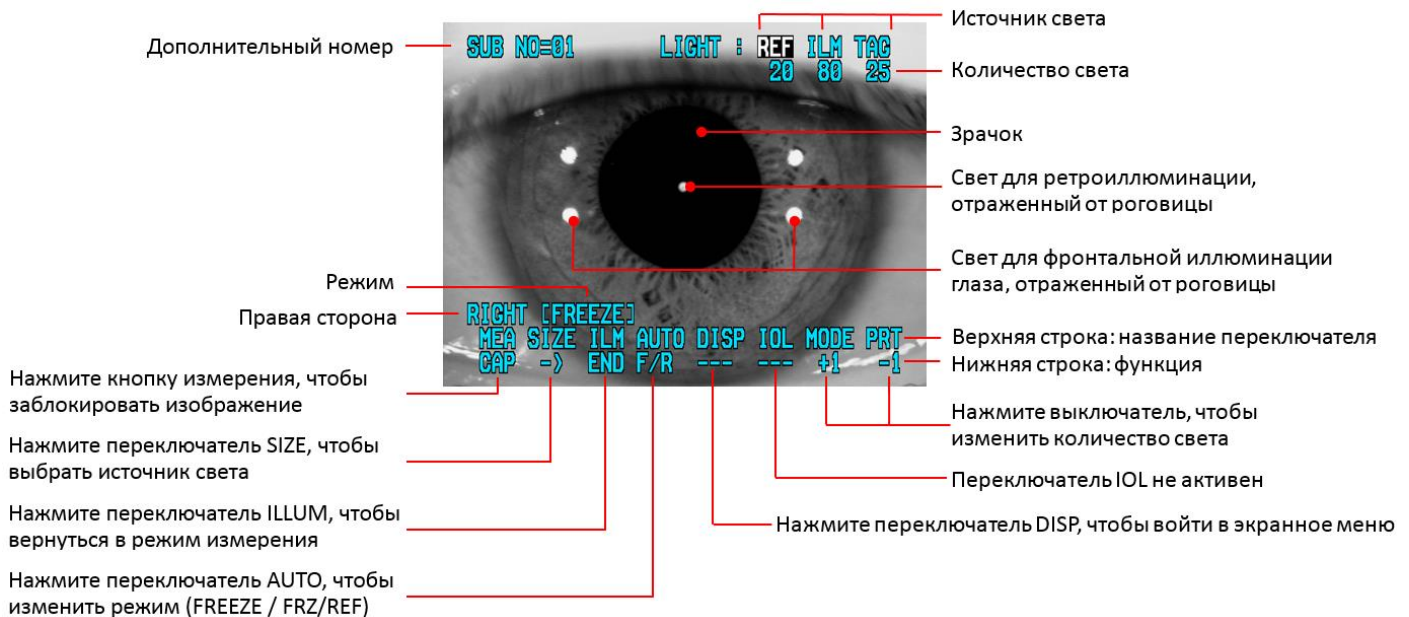 Источник света
Дополнительный номер
SUB NO=01 LIGHT : REF ILM TAG
20 80 25
Количество света
Зрачок
Свет для ретроиллюминации,
отраженный от роговицы
Свет для фронтальной иллюминации
глаза, отраженный от роговицы
Режим
Правая сторона
RIGHT [FREEZE]
MEA SIZE ILM AUTO DISP IOL MODE PRT
CAP -> END F/R --- --- +1 -1
Верхняя строка: название переключателя
Нижняя строка: функция
Нажмите кнопку измерения, чтобы
заблокировать изображение
Нажмите выключатель, чтобы
изменить количество света
Нажмите переключатель SIZE, чтобы
выбрать источник света
Переключатель IOL не активен
Нажмите переключатель ILLUM, чтобы
вернуться в режим измерения
Нажмите переключатель DISP, чтобы войти в экранное меню
Нажмите переключатель AUTO, чтобы
изменить режим (FREEZE / FRZ/REF)